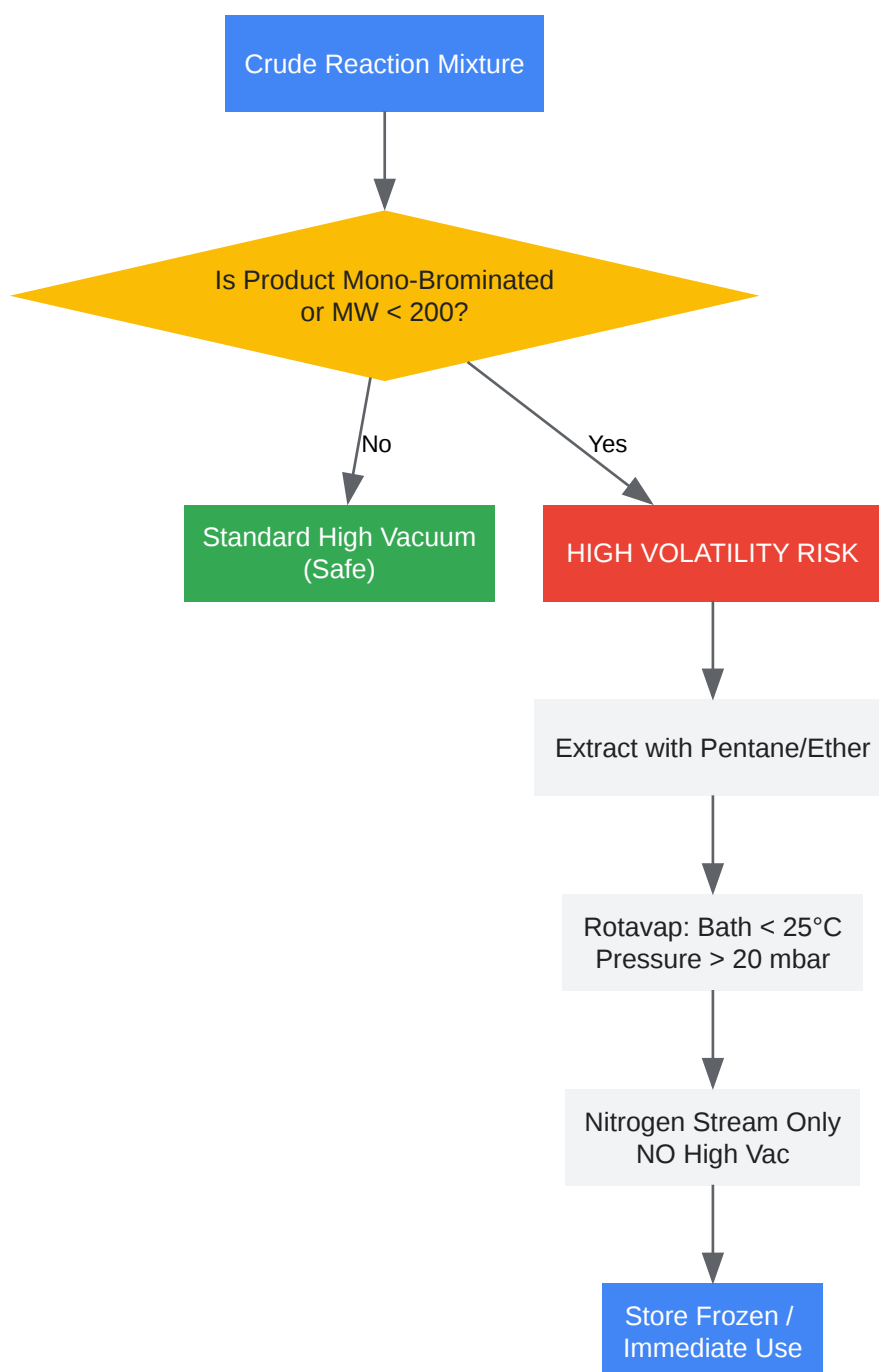 Crude Reaction Mixture
Is Product Mono-Brominated
or MW < 200?
No
Yes
Standard High Vacuum
(Safe)
HIGH VOLATILITY RISK
Extract with Pentane/Ether
Rotavap: Bath < 25°C
Pressure > 20 mbar
Nitrogen Stream Only
NO High Vac
Store Frozen /
Immediate Use